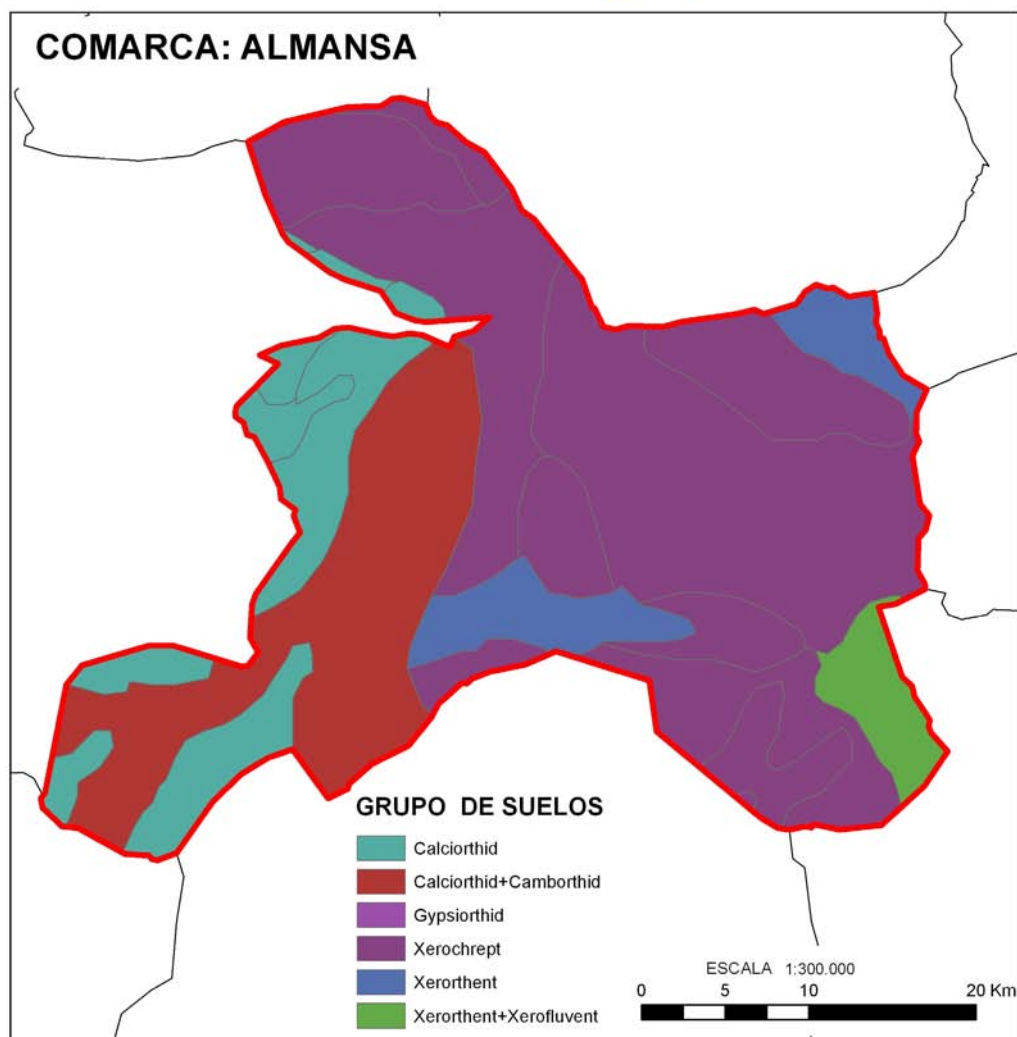 COMARCA: ALMANSA
GRUPO DE SUELOS
Calciorthid
Calciorthid+Camborthid
Gypsiorthid
Xerochrept
Xerorthent
Xerorthent+Xerofluvent
ESCALA 1:300.000
0 5 10 20 Km